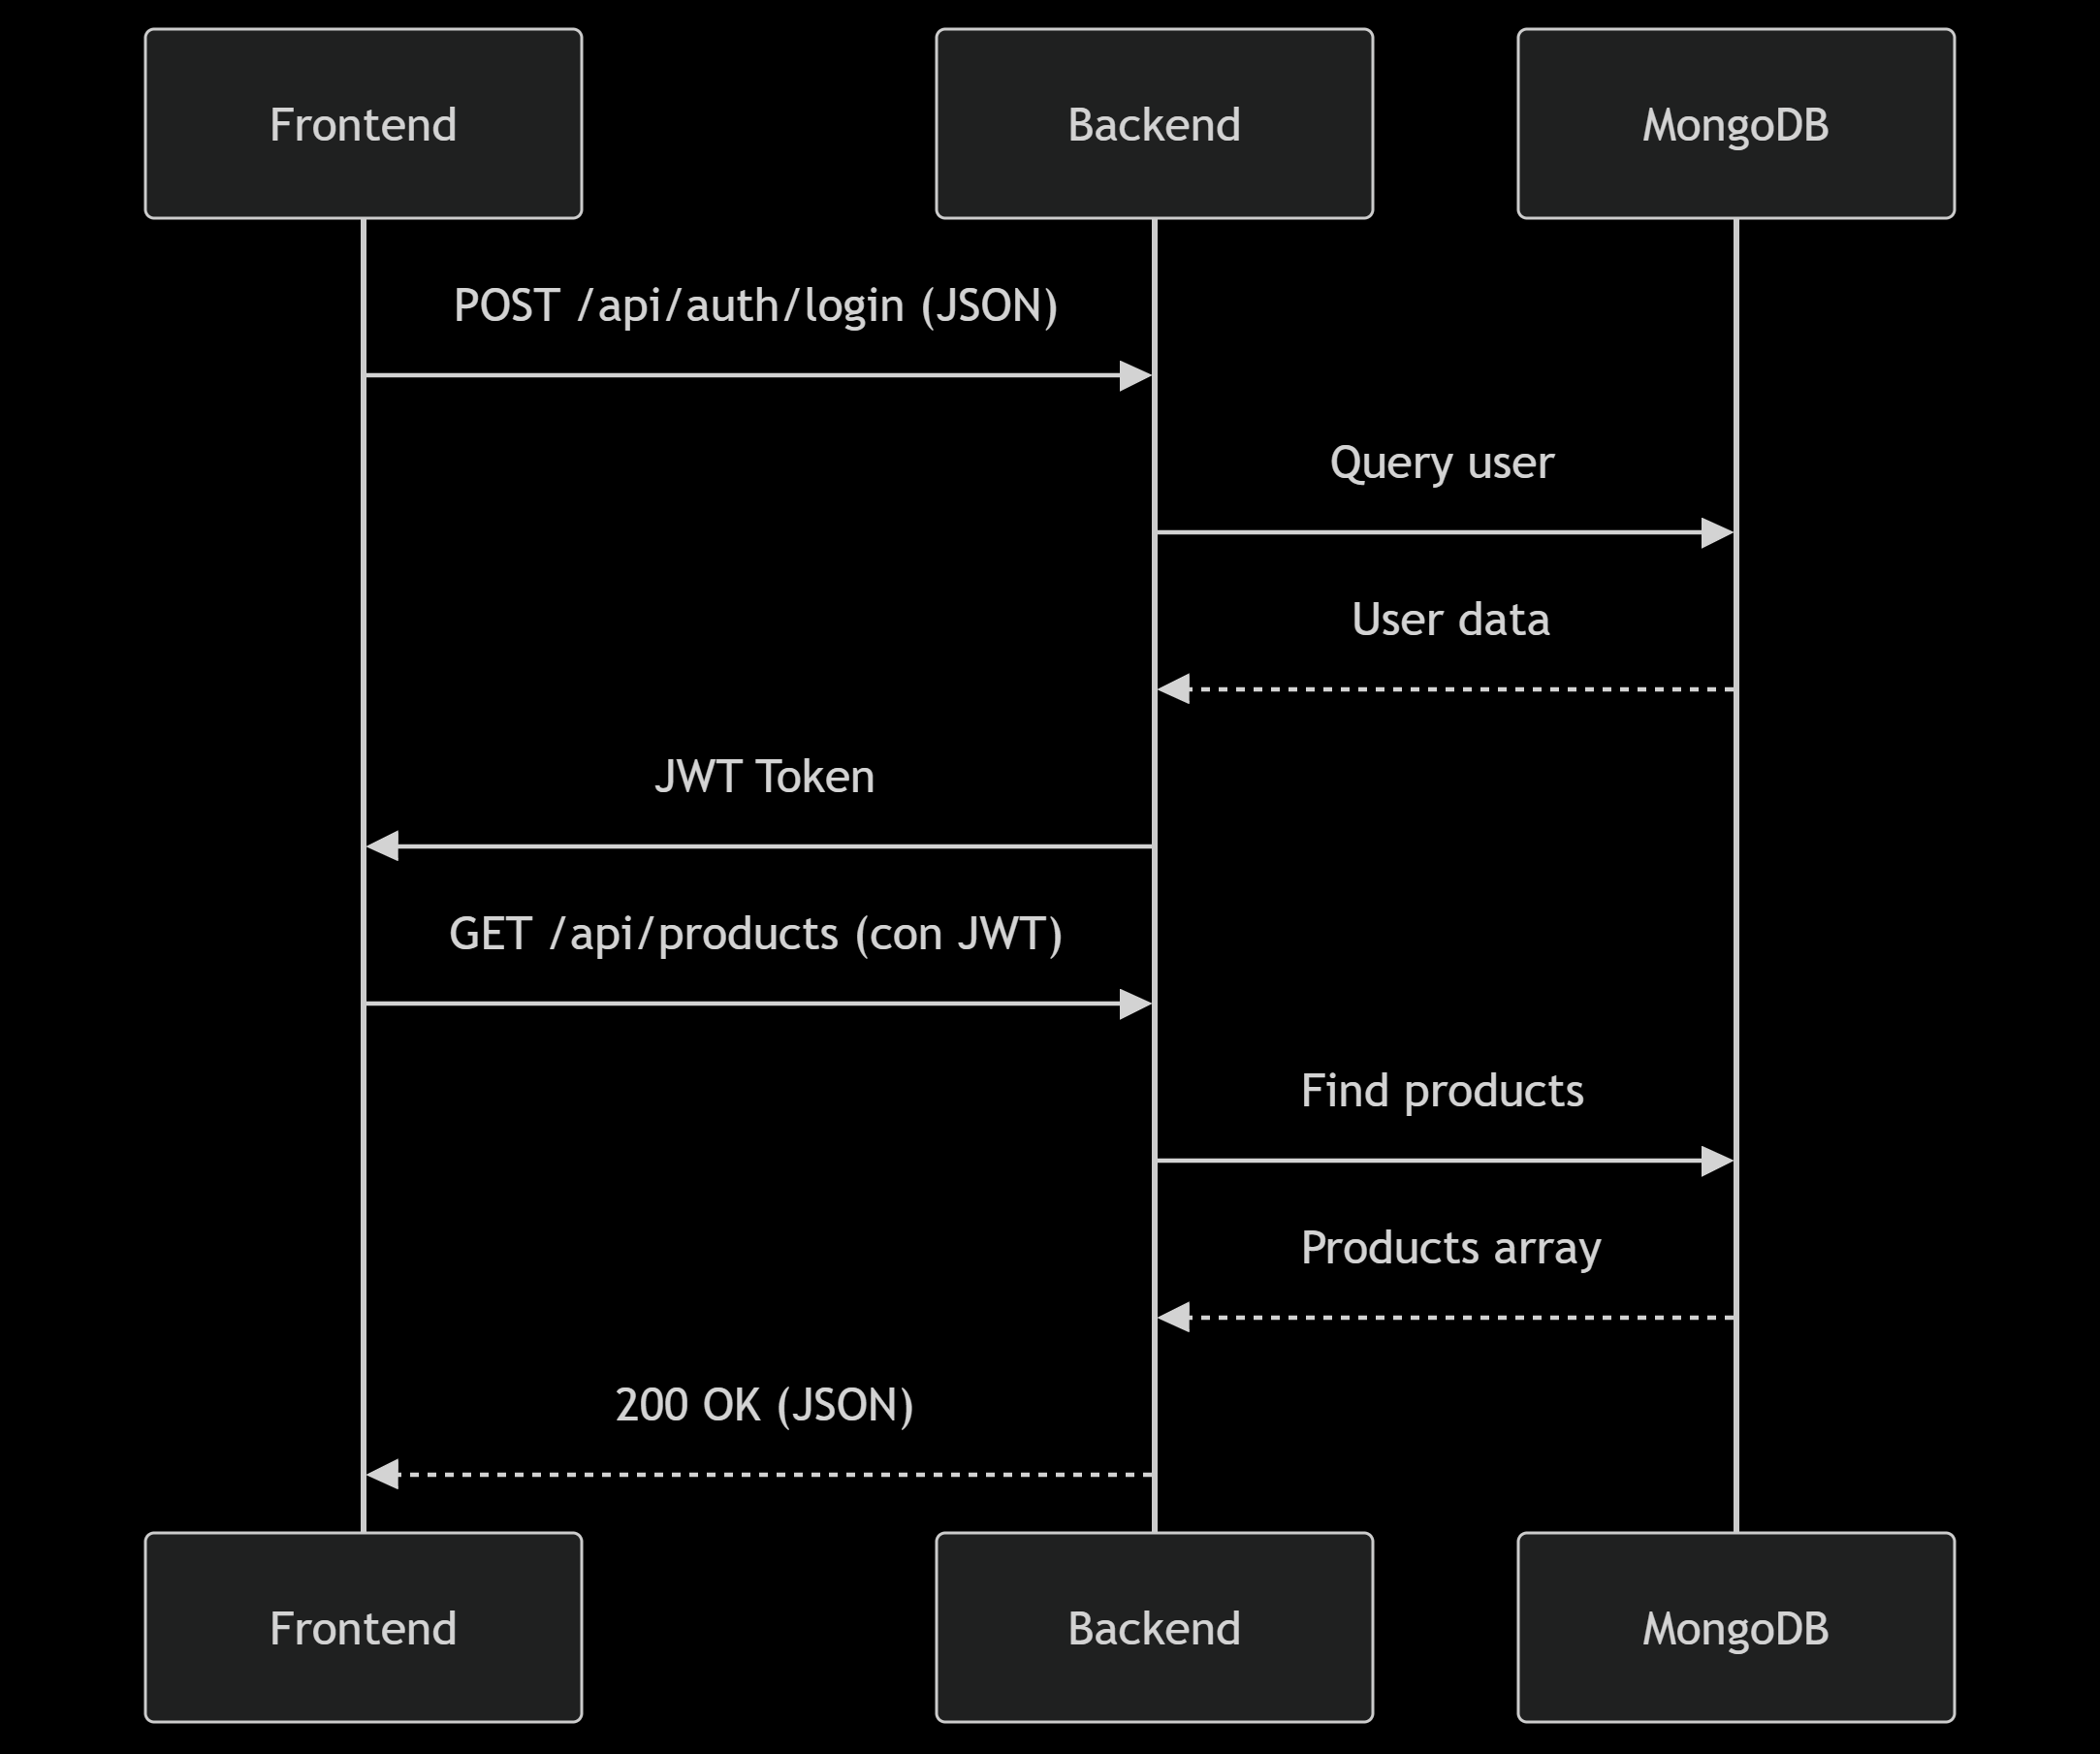 Frontend
Backend
MongoDB
POST /api/auth/login (JSON)
Query user
User data
JWT Token
GET /api/products (con JWT)
Find products
Products array
200 OK (JSON)
Frontend
Backend
MongoDB